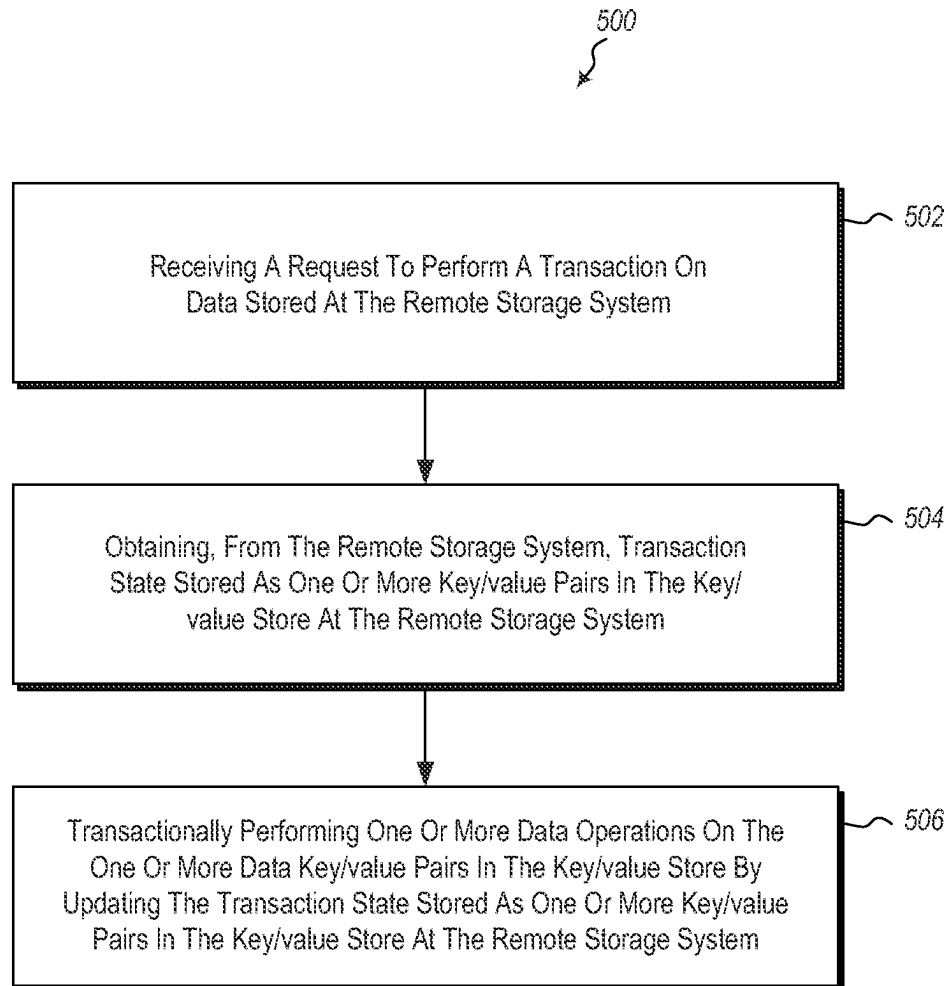 500
502
Receiving A Request To Perform A Transaction On
Data Stored At The Remote Storage System
504
Obtaining, From The Remote Storage System, Transaction
State Stored As One Or More Key/value Pairs In The Key/
value Store At The Remote Storage System
506
Transactionally Performing One Or More Data Operations On The
One Or More Data Key/value Pairs In The Key/value Store By
Updating The Transaction State Stored As One Or More Key/value
Pairs In The Key/value Store At The Remote Storage System